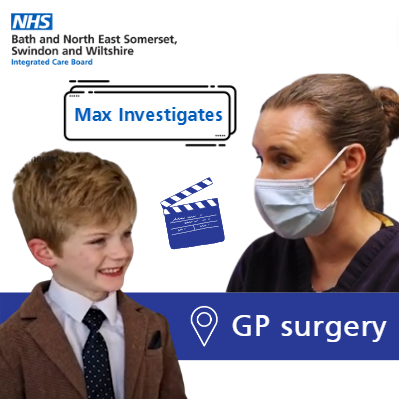 NHS
Bath and North East Somerset,
Swindon and Wiltshire
Integrated Care Board
Max Investigates
GP surgery